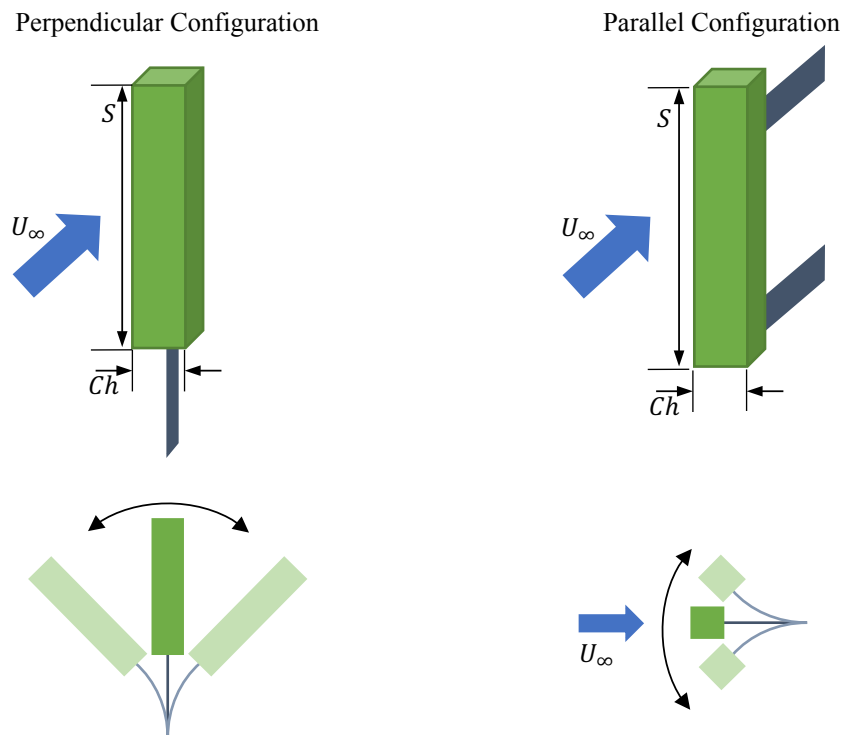 Perpendicular Configuration
Parallel Configuration
S
S
U∞
U∞
Ch
Ch
U∞